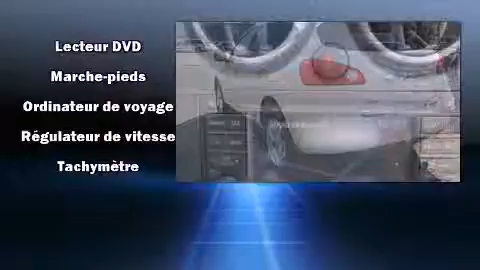 Lecteur DVD
Marche-pieds
Ordinateur de voyage
Régulateur de vitesse
Tachymètre